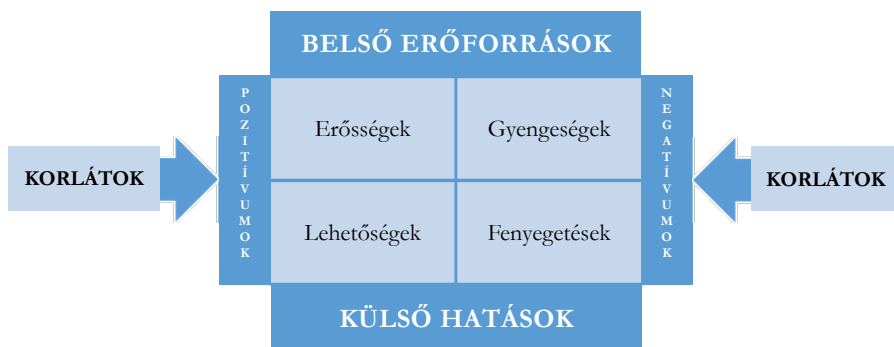 BELSŐ ERŐFORRÁSOK
POZITÍVUMOK
Erősségek
Gyengeségek
NEGATÍVUMOK
KORLÁTOK
KORLÁTOK
Lehetőségek
Fenyegetések
KÜLSŐ HATÁSOK